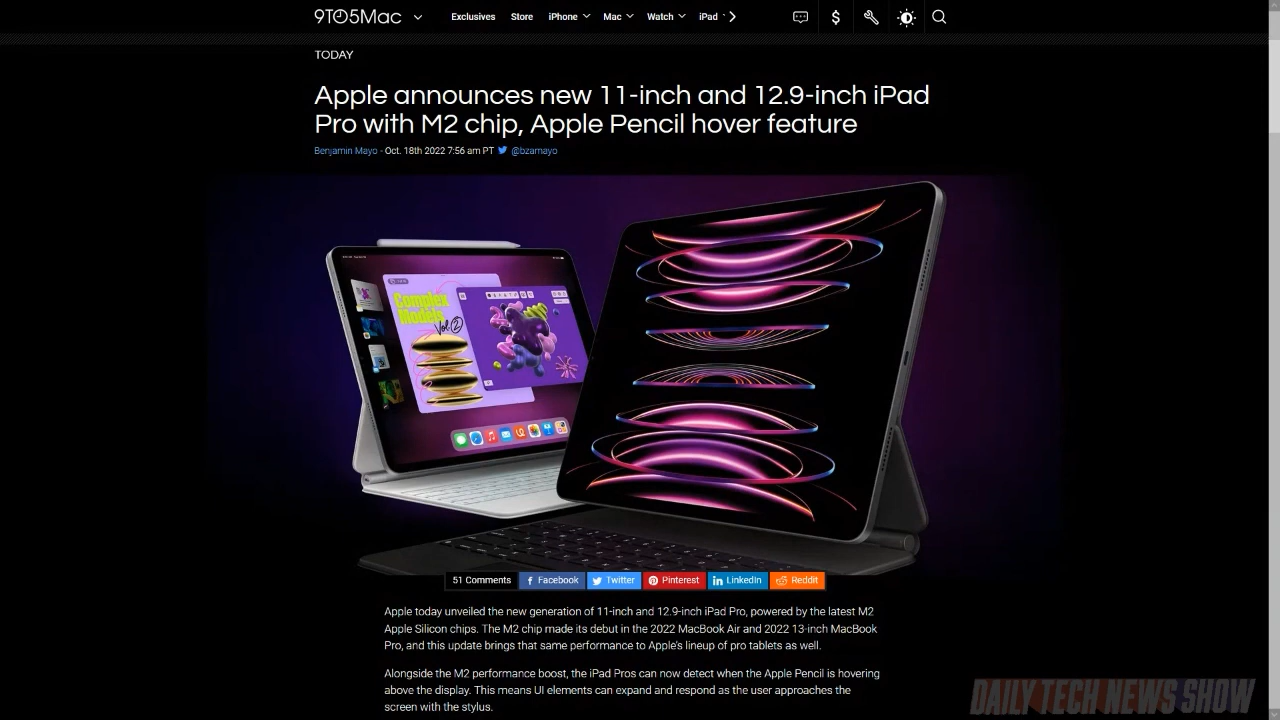 9TO5Mac
Exclusives
Store
iPhone
Mac
Watch
iPad
TODAY
Apple announces new 11-inch and 12.9-inch iPad
Pro with M2 chip, Apple Pencil hover feature
Benjamin Mayo - Oct. 18th 2022 7:56 am PT @bzamayo
Complex
Models
Vol 2
51 Comments
Facebook
Twitter
Pinterest
LinkedIn
Reddit
Apple today unveiled the new generation of 11-inch and 12.9-inch iPad Pro, powered by the latest M2
Apple Silicon chips. The M2 chip made its debut in the 2022 MacBook Air and 2022 13-inch MacBook
Pro, and this update brings that same performance to Apple's lineup of pro tablets as well.
Alongside the M2 performance boost, the iPad Pros can now detect when the Apple Pencil is hovering
above the display. This means UI elements can expand and respond as the user approaches the
screen with the stylus.
DAILY TECH NEWS SHOW